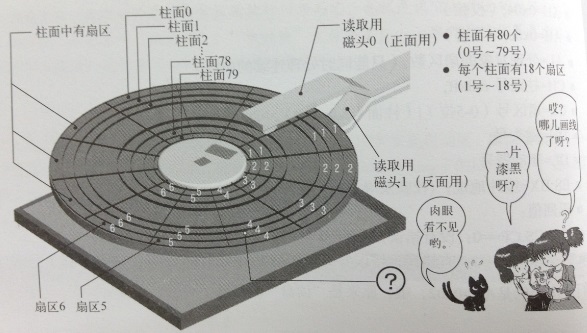 柱面中有扇区
柱面0
柱面1
柱面2
柱面78
柱面79
读取用
磁头0（正面用）
读取用
磁头1（反面用）
● 柱面有80个
(0号~79号)
● 每个柱面有18个扇区
(1号~18号)
哎?
哪儿画线
了呀?
一片
漆黑
呀?
肉眼
看不见
哟。
1 1 1 1
2 2 2 2 2
3 3 3 3 3
4 4 4 4
5 5 5 5 5
6 6 6 6 6
扇区6
扇区5
?